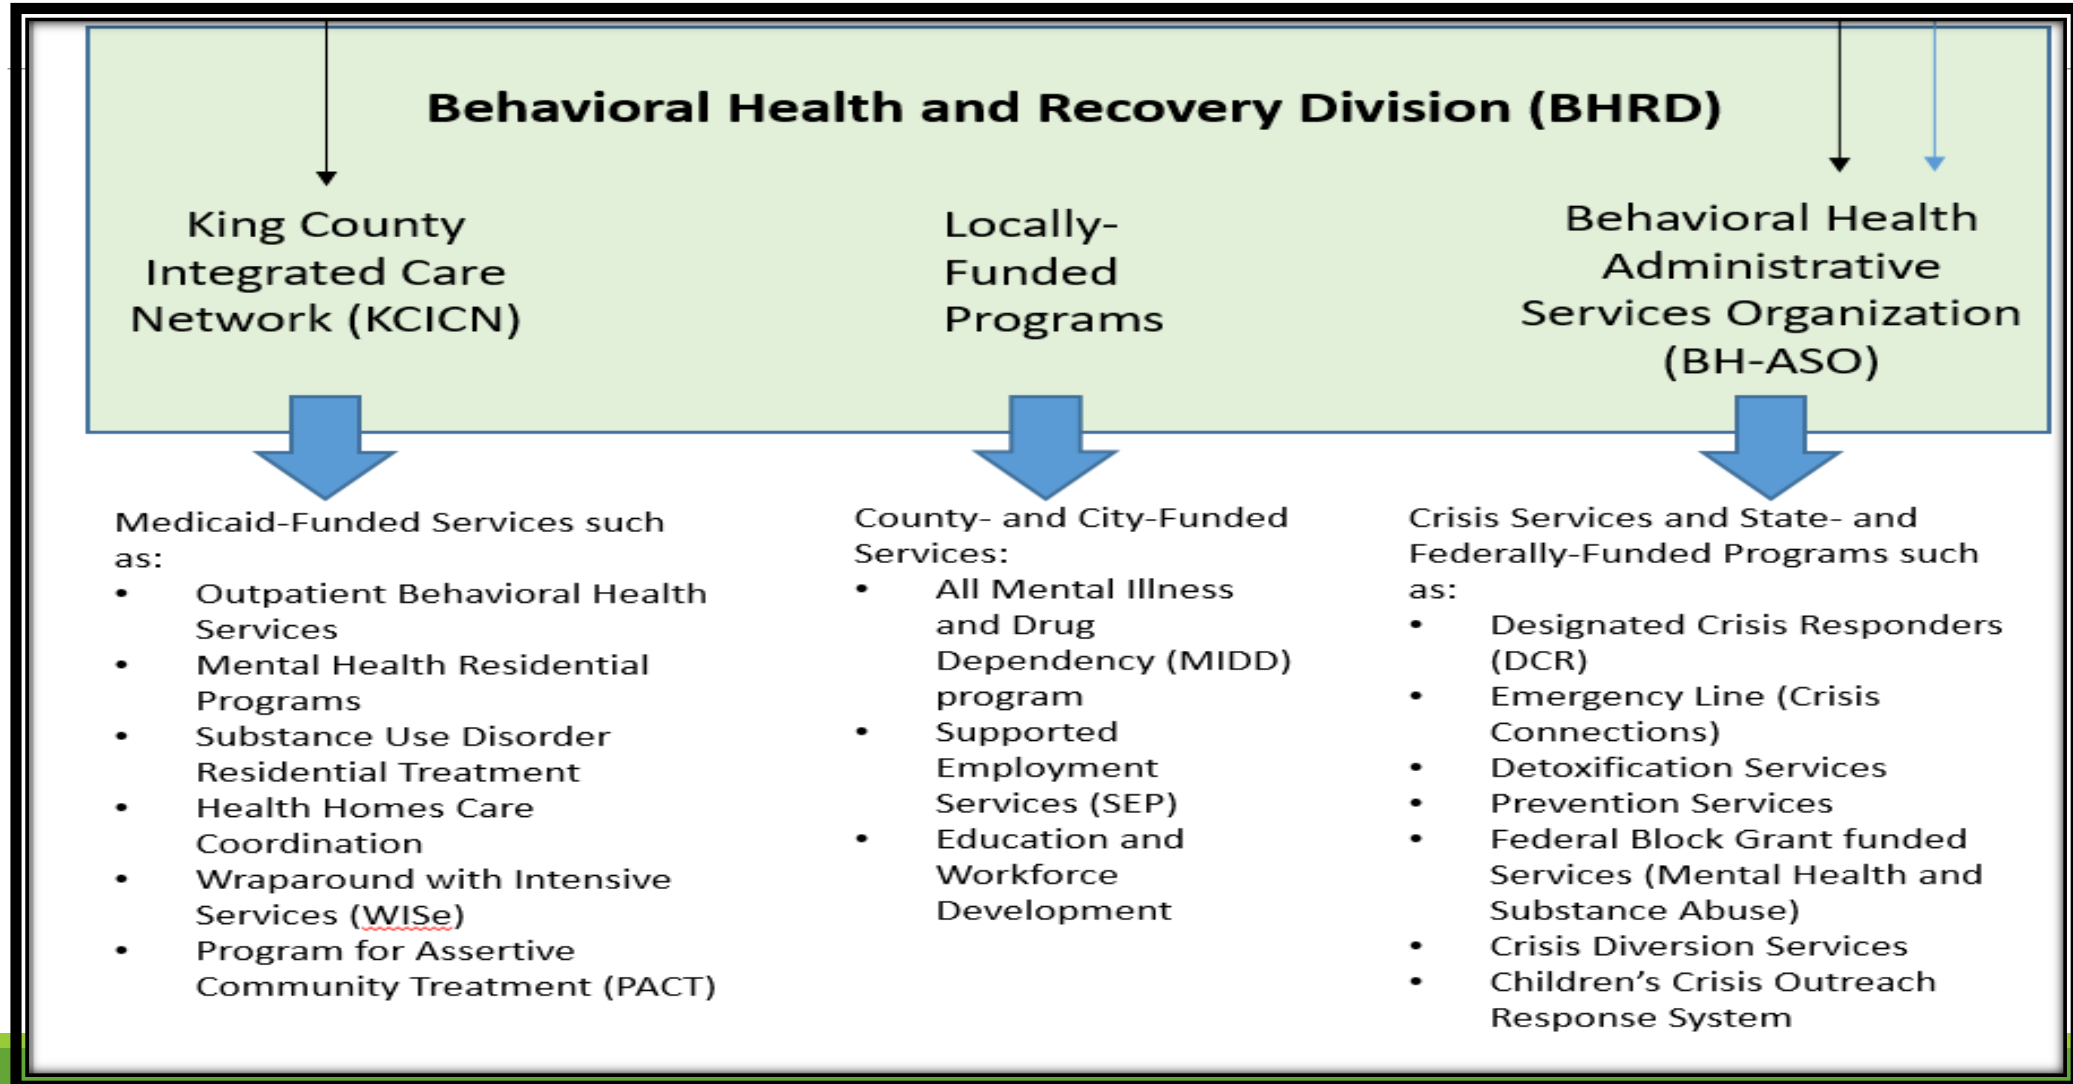 Behavioral Health and Recovery Division (BHRD)
King County
Integrated Care
Network (KCICN)
Locally-
Funded
Programs
Behavioral Health
Administrative
Services Organization
(BH-ASO)
Medicaid-Funded Services such
as:
• Outpatient Behavioral Health
Services
• Mental Health Residential
Programs
• Substance Use Disorder
Residential Treatment
• Health Homes Care
Coordination
• Wraparound with Intensive
Services (WISe)
• Program for Assertive
Community Treatment (PACT)
County- and City-Funded
Services:
• All Mental Illness
and Drug
Dependency (MIDD)
program
• Supported
Employment
Services (SEP)
• Education and
Workforce
Development
Crisis Services and State- and
Federally-Funded Programs such
as:
• Designated Crisis Responders
(DCR)
• Emergency Line (Crisis
Connections)
• Detoxification Services
• Prevention Services
• Federal Block Grant funded
Services (Mental Health and
Substance Abuse)
• Crisis Diversion Services
• Children’s Crisis Outreach
Response System